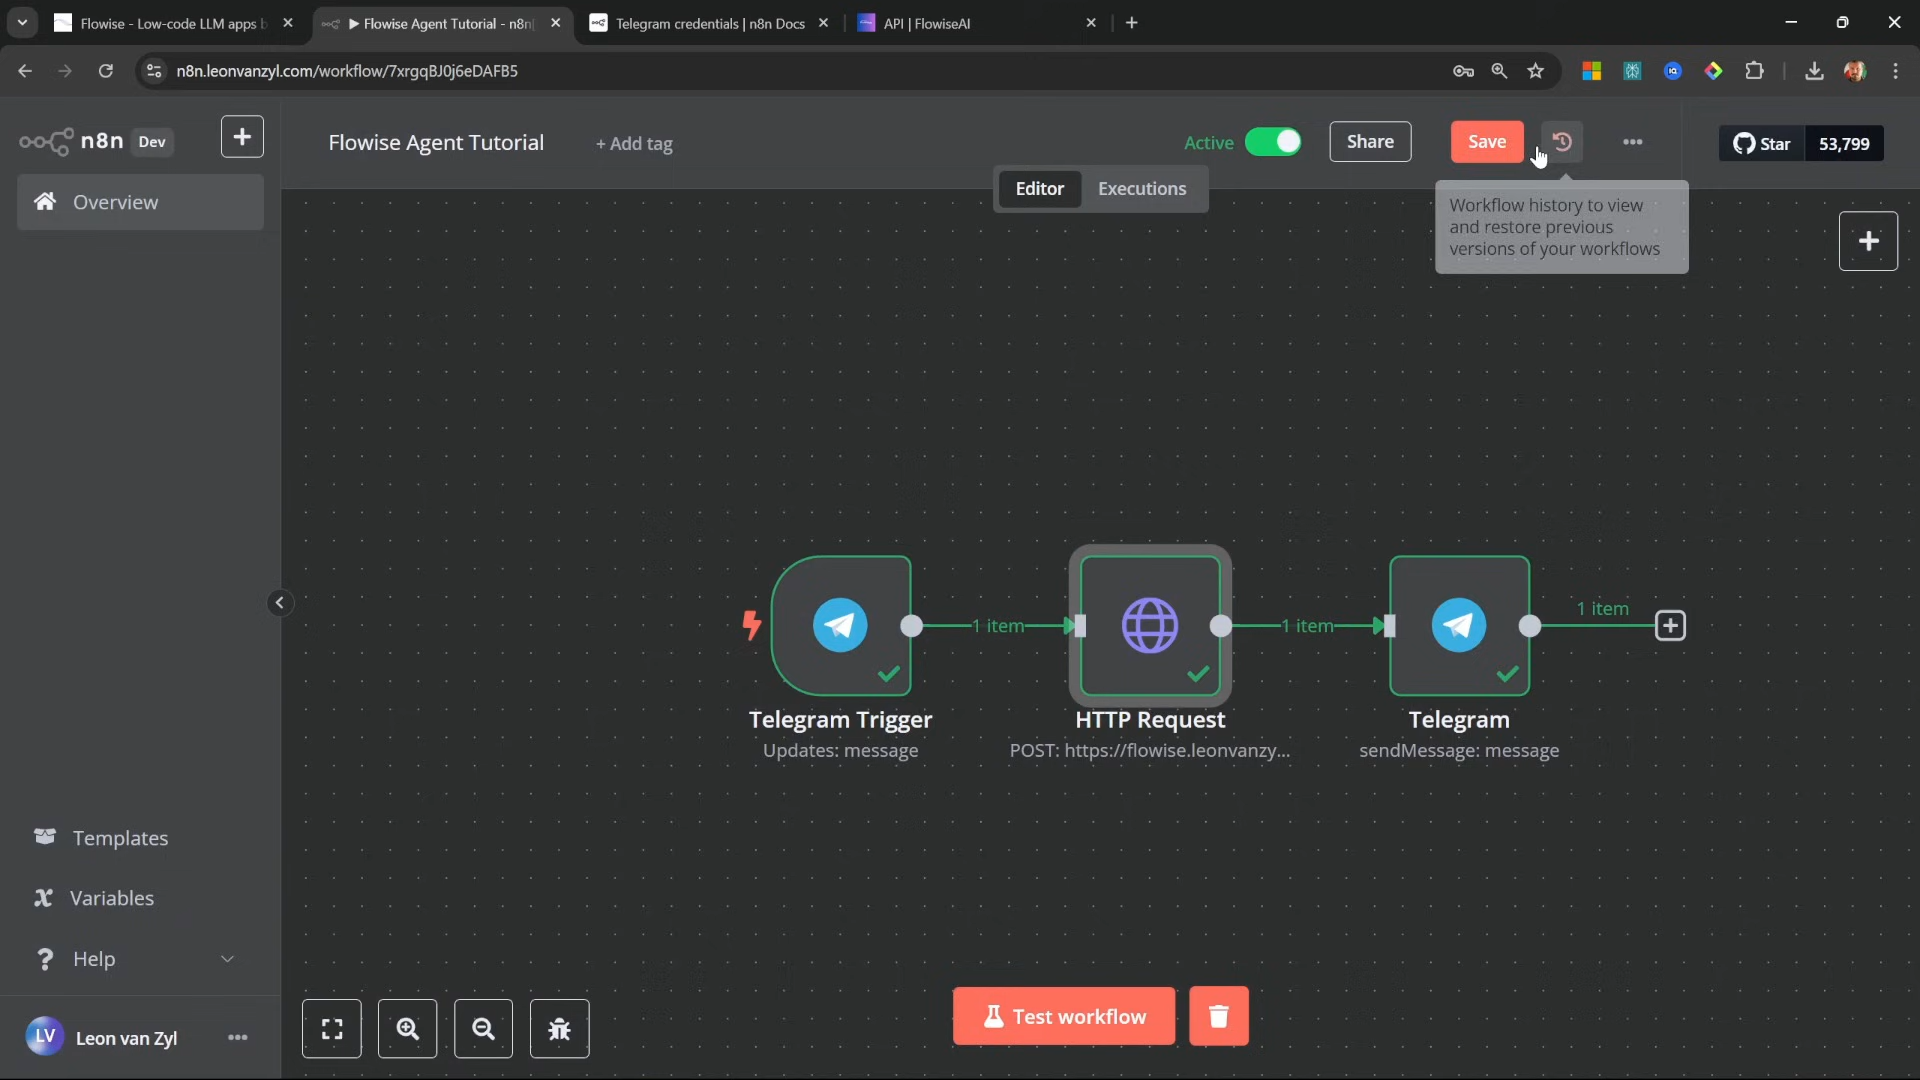 Flowise - Low-code LLM apps b
Flowise Agent Tutorial - n8n
Telegram credentials | n8n Docs
API | FlowiseAI
n8n.leonvanzyl.com/workflow/7xrgqBJ0j6eDAFB5
n8n Dev
Flowise Agent Tutorial
+ Add tag
Active
Share
Save
Star
53,799
Overview
Editor
Executions
Workflow history to view
and restore previous
versions of your workflows
1 item
1 item
1 item
Telegram Trigger
Updates: message
HTTP Request
POST: https://flowise.leonvanzy...
Telegram
sendMessage: message
Templates
Variables
Help
LV
Leon van Zyl
Test workflow